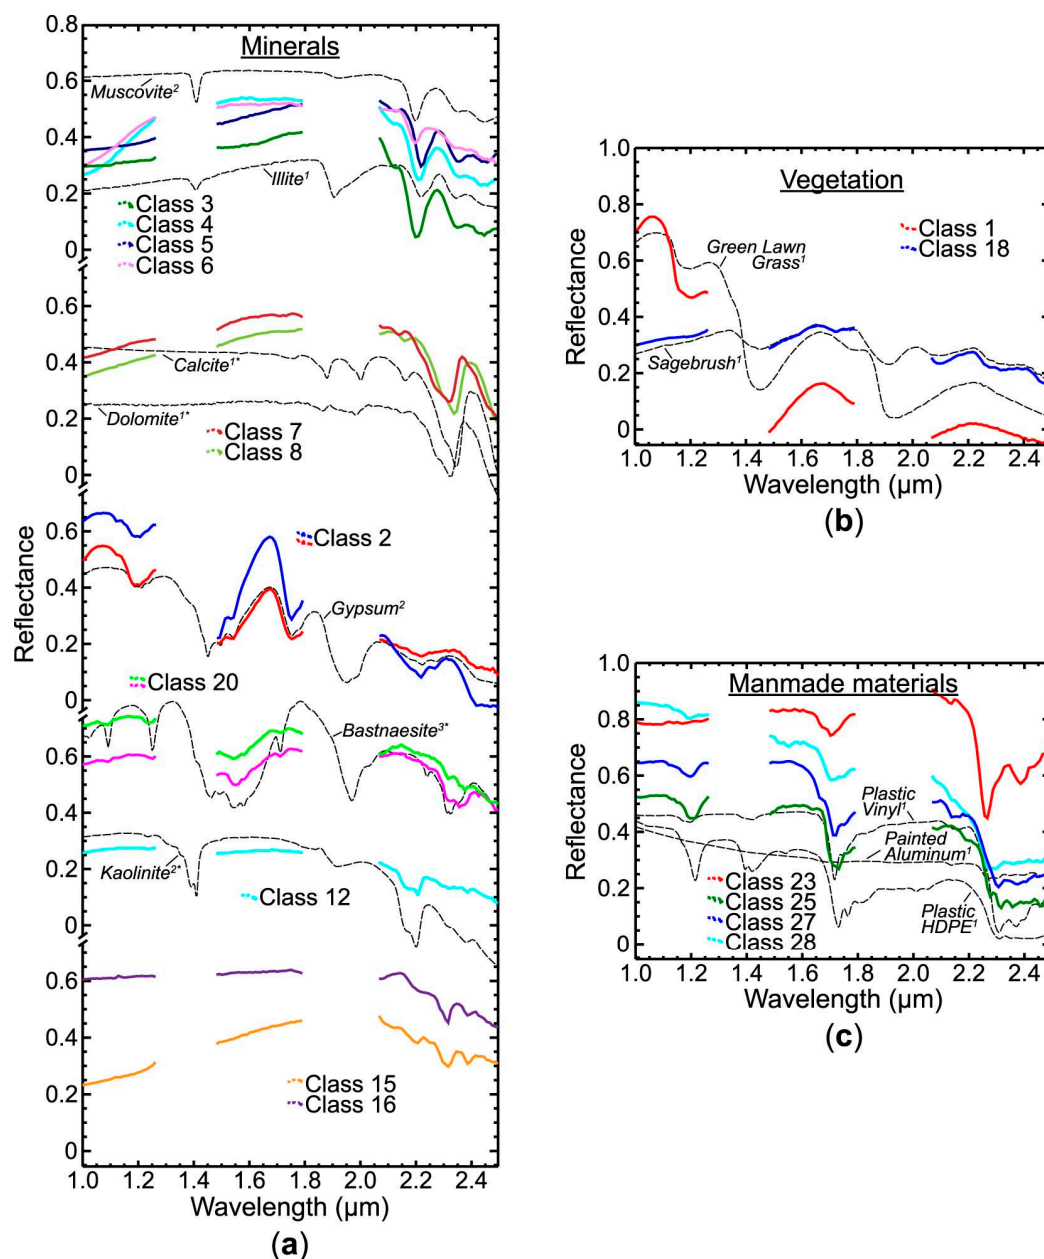 Minerals
0.8
0.6
0.4
0.2
0
Muscovite²
Illite¹
Class 3
Class 4
Class 5
Class 6
0.6
0.4
0.2
0
Calcite¹*
Dolomite¹*
Class 7
Class 8
0.6
0.4
0.2
0
Class 2
Gypsum²
Class 20
Bastnaesite³*
0.6
0.4
0.2
0
Kaolinite²*
Class 12
0.6
0.4
0.2
0
Class 15
Class 16
1.0 1.2 1.4 1.6 1.8 2.0 2.2 2.4
Wavelength (µm)
Reflectance
(a)
Vegetation
1.0
0.8
0.6
0.4
0.2
0
Reflectance
Green Lawn
Grass¹
Class 1
Class 18
Sagebrush¹
1.0 1.2 1.4 1.6 1.8 2.0 2.2 2.4
Wavelength (µm)
(b)
Manmade materials
1.0
0.8
0.6
0.4
0.2
0
Reflectance
Plastic
Vinyl¹
Painted
Aluminum¹
Class 23
Class 25
Class 27
Class 28
Plastic
HDPE¹
1.0 1.2 1.4 1.6 1.8 2.0 2.2 2.4
Wavelength (µm)
(c)